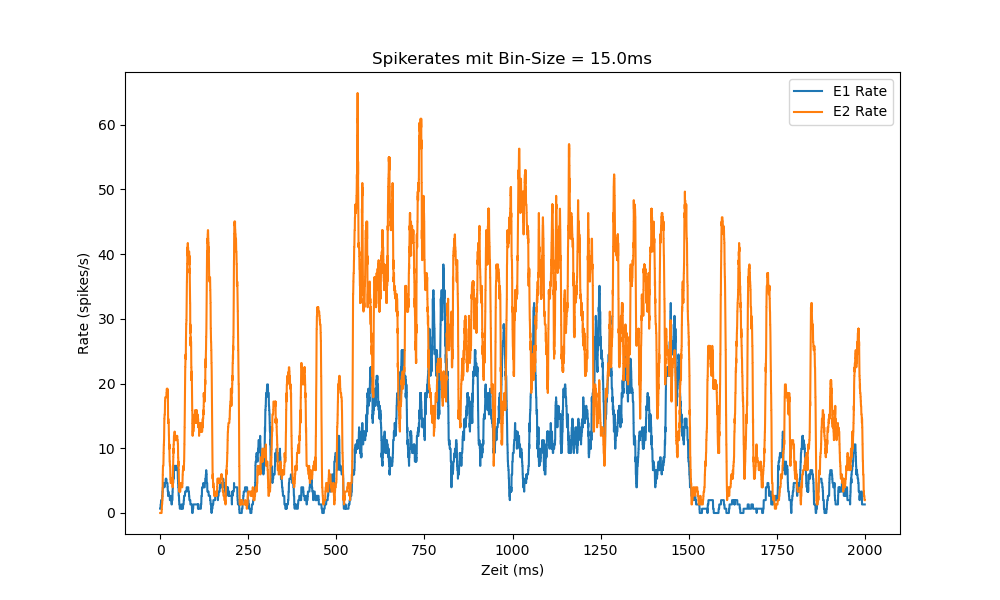 Spikerates mit Bin-Size = 15.0ms
E1 Rate
E2 Rate
60
50
40
30
20
10
0
Rate (spikes/s)
0 250 500 750 1000 1250 1500 1750 2000
Zeit (ms)